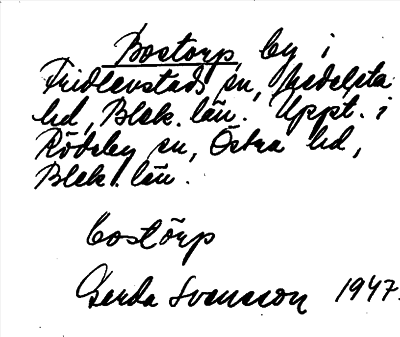 Bostorp, by i
Fridlevstads sn, Medelsta
hd, Blek. län. Uppt. i
Rödeby sn, Östra hd,
Blek. län.
bostörp
Gerda Svensson 1947.